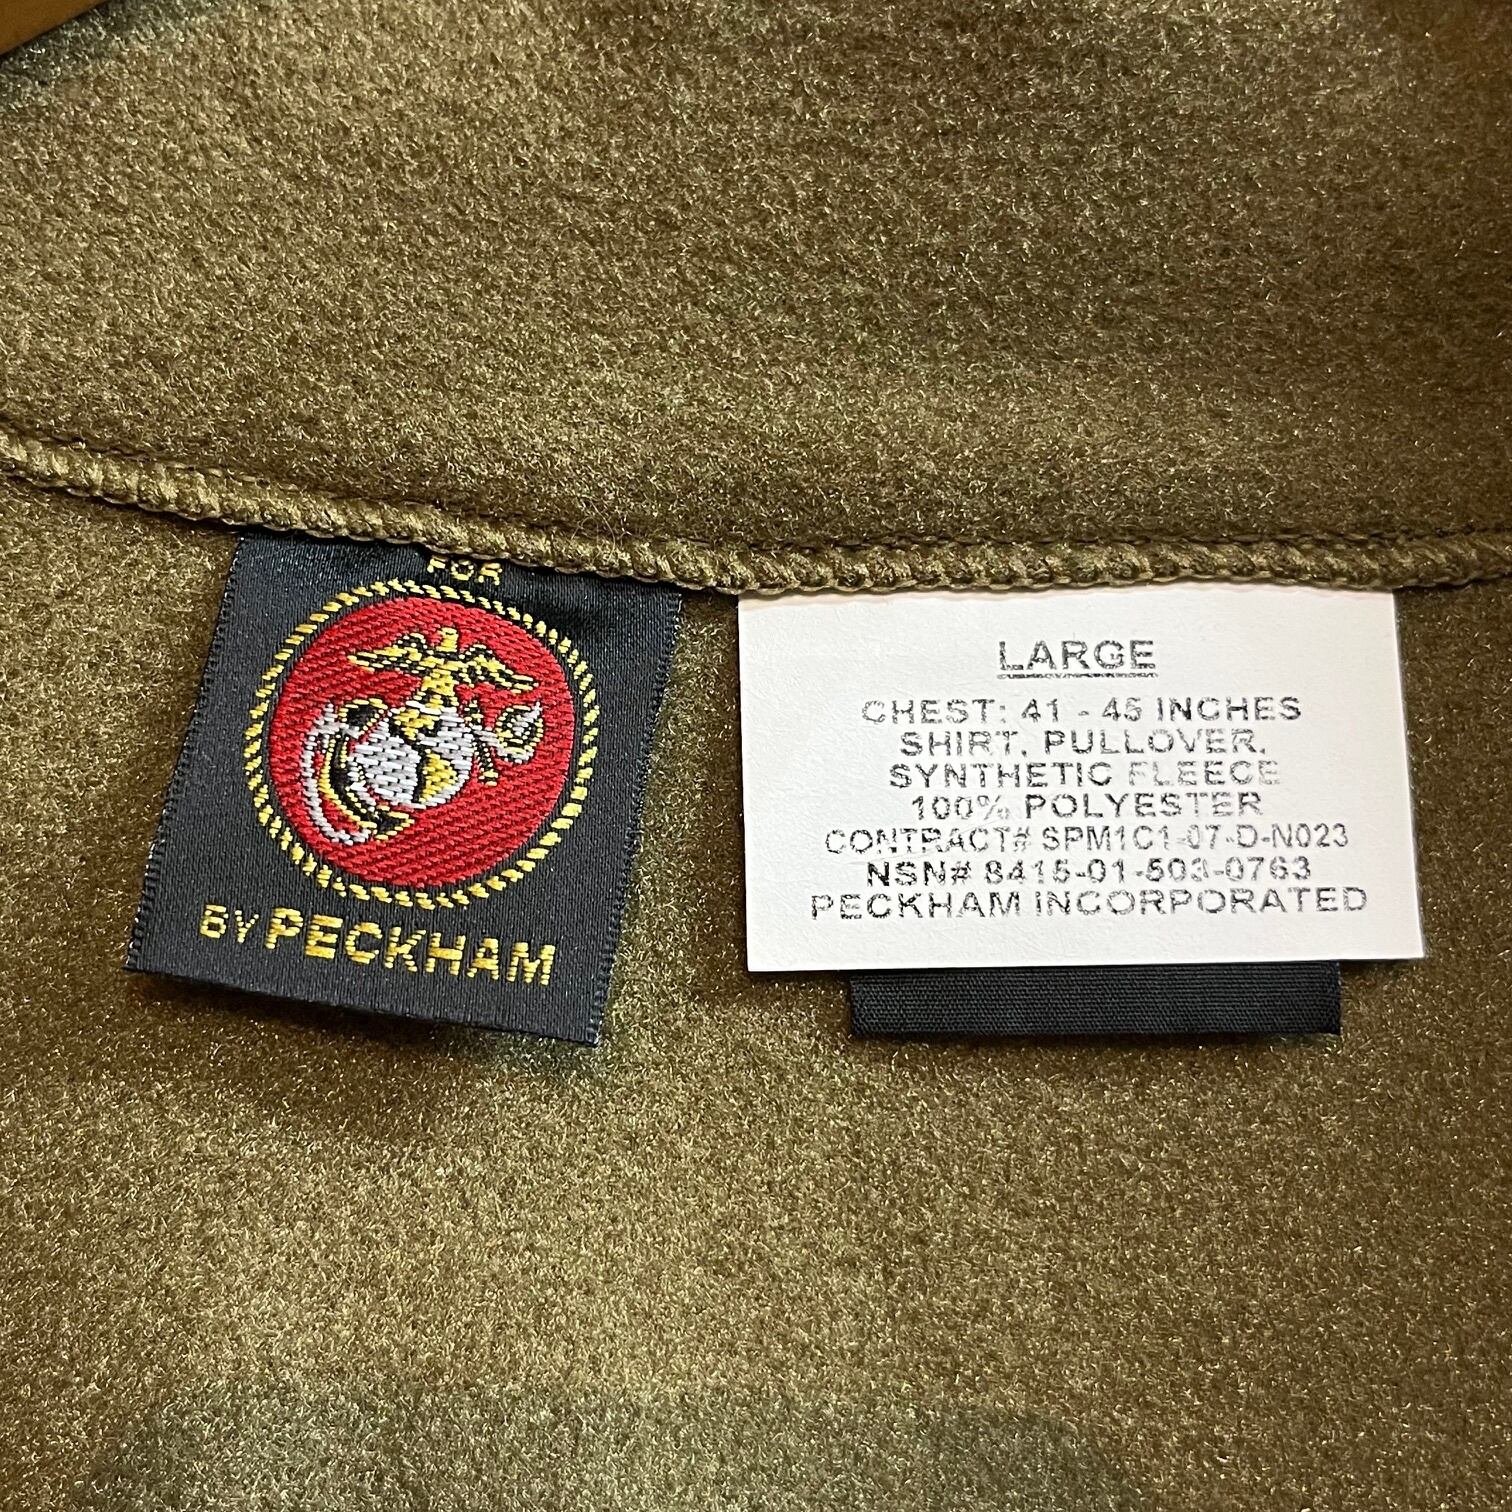 FOR
BY PECKHAM
LARGE
CHEST: 41 - 45 INCHES
SHIRT, PULLOVER,
SYNTHETIC FLEECE
100% POLYESTER
CONTRACT# SPM1C1-07-D-N023
NSN# 8415-01-503-0763
PECKHAM INCORPORATED